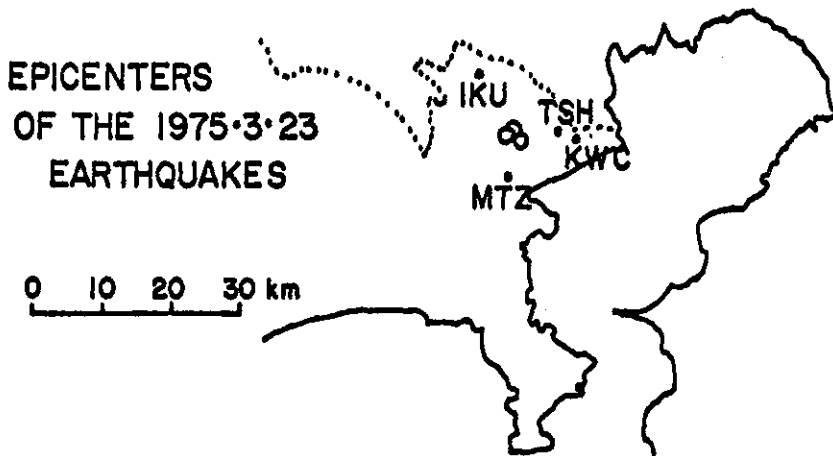 EPICENTERS
OF THE 1975·3·23
EARTHQUAKES
IKU
TSH
KWC
MTZ
0 10 20 30 km